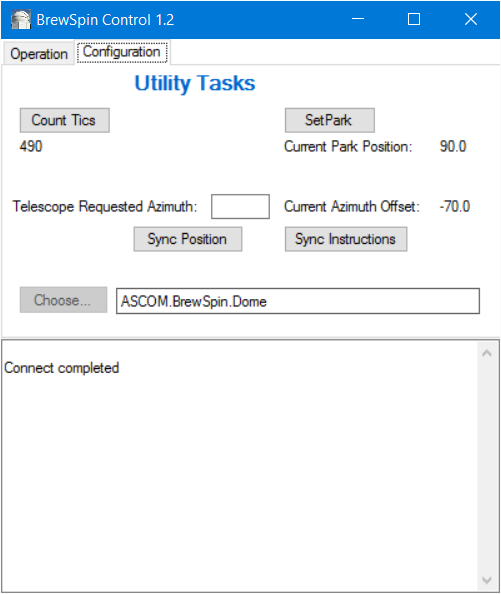 BrewSpin Control 1.2
Operation Configuration
Utility Tasks
Count Tics SetPark
490 Current Park Position: 90.0
Telescope Requested Azimuth: Current Azimuth Offset: -70.0
Sync Position Sync Instructions
Choose... ASCOM.BrewSpin.Dome
Connect completed